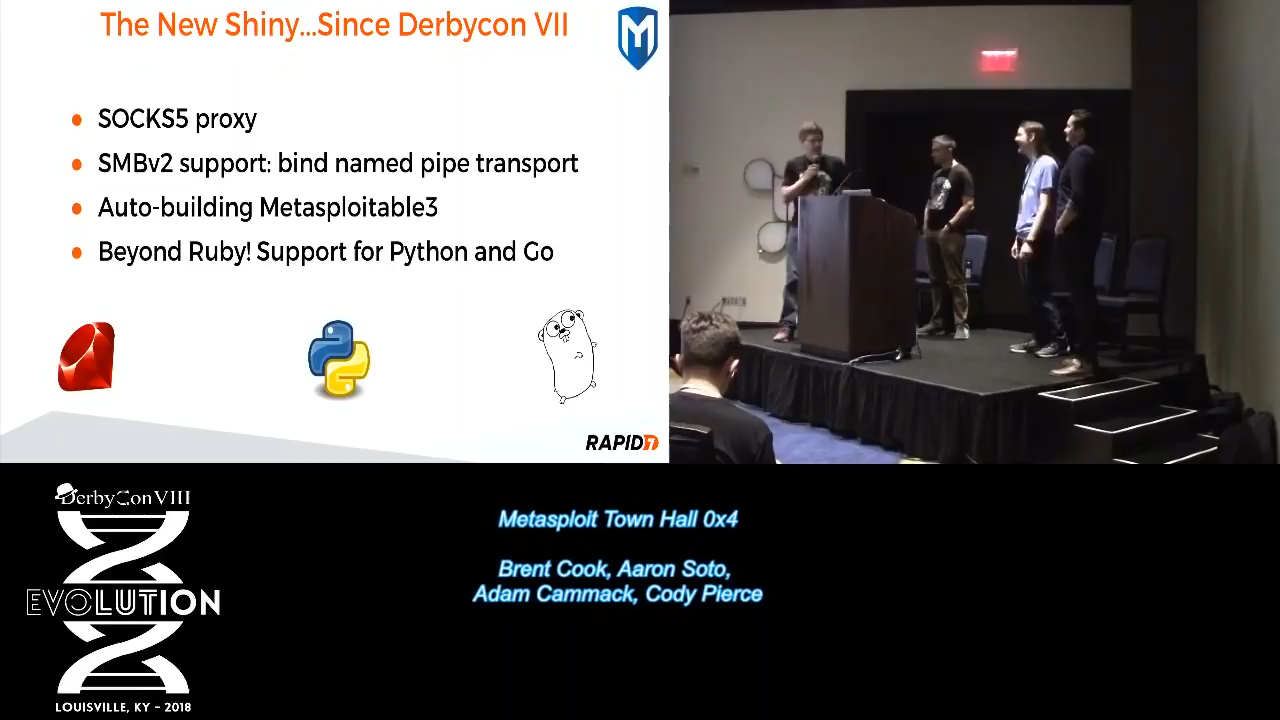 The New Shiny...Since Derbycon VII
M
SOCKS5 proxy
SMBv2 support: bind named pipe transport
Auto-building Metasploitable3
Beyond Ruby! Support for Python and Go
RAPID7
DerbyCon VIII
EVOLUTION
LOUISVILLE, KY - 2018
Metasploit Town Hall 0x4
Brent Cook, Aaron Soto,
Adam Cammack, Cody Pierce